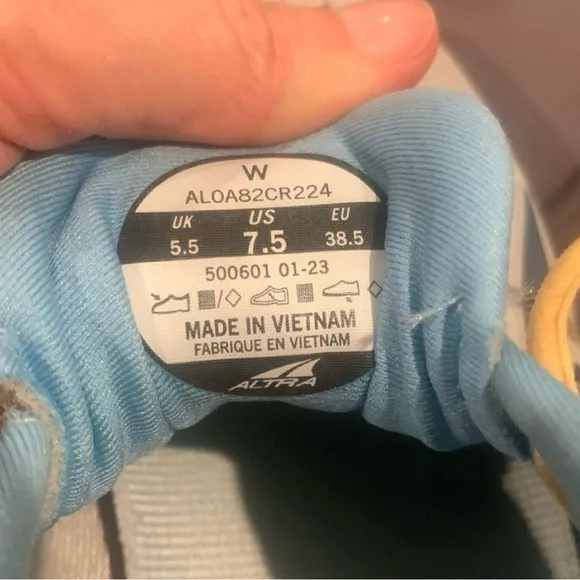 W
AL0A82CR224
UK US EU
5.5 7.5 38.5
500601 01-23
MADE IN VIETNAM
FABRIQUE EN VIETNAM
ALTRA